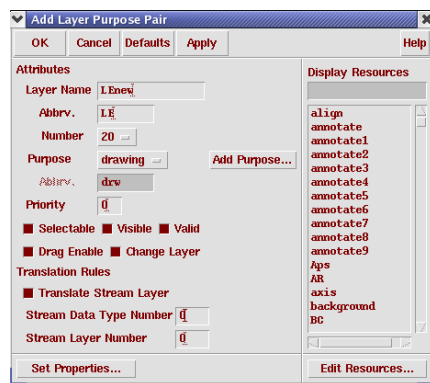 Add Layer Purpose Pair
OK Cancel Defaults Apply Help
Attributes
Layer Name LEnew
Abbrv. LE
Number 20
Purpose drawing Add Purpose...
Abbrv. drw
Priority 0
Selectable Visible Valid
Drag Enable Change Layer
Translation Rules
Translate Stream Layer
Stream Data Type Number 0
Stream Layer Number 0
Set Properties...
Display Resources
align
annotate
annotate1
annotate2
annotate3
annotate4
annotate5
annotate6
annotate7
annotate8
annotate9
Aps
AR
axis
background
BC
Edit Resources...